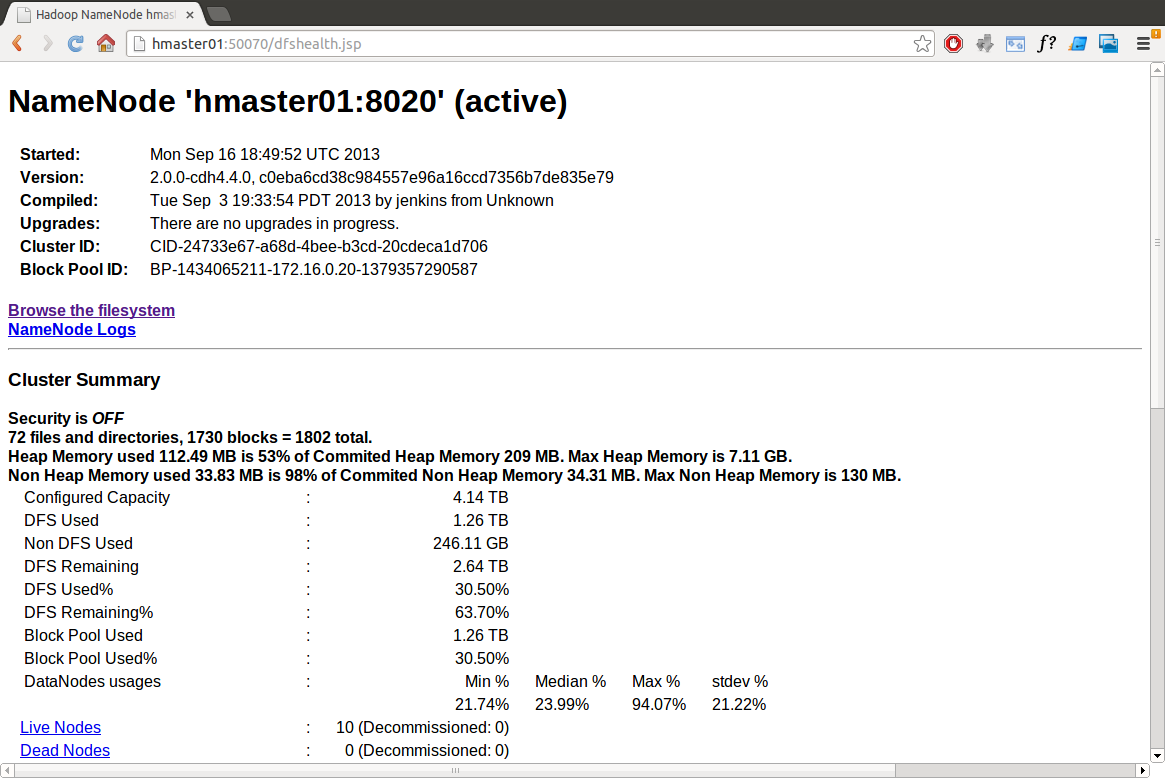 Hadoop NameNode hmas
hmaster01:50070/dfshealth.jsp
f?
NameNode 'hmaster01:8020' (active)
Started: Mon Sep 16 18:49:52 UTC 2013
Version: 2.0.0-cdh4.4.0, c0eba6cd38c984557e96a16ccd7356b7de835e79
Compiled: Tue Sep 3 19:33:54 PDT 2013 by jenkins from Unknown
Upgrades: There are no upgrades in progress.
Cluster ID: CID-24733e67-a68d-4bee-b3cd-20cdeca1d706
Block Pool ID: BP-1434065211-172.16.0.20-1379357290587
Browse the filesystem
NameNode Logs
Cluster Summary
Security is OFF
72 files and directories, 1730 blocks = 1802 total.
Heap Memory used 112.49 MB is 53% of Commited Heap Memory 209 MB. Max Heap Memory is 7.11 GB.
Non Heap Memory used 33.83 MB is 98% of Commited Non Heap Memory 34.31 MB. Max Non Heap Memory is 130 MB.
Configured Capacity : 4.14 TB
DFS Used : 1.26 TB
Non DFS Used : 246.11 GB
DFS Remaining : 2.64 TB
DFS Used% : 30.50%
DFS Remaining% : 63.70%
Block Pool Used : 1.26 TB
Block Pool Used% : 30.50%
DataNodes usages : Min % Median % Max % stdev %
21.74% 23.99% 94.07% 21.22%
Live Nodes : 10 (Decommissioned: 0)
Dead Nodes : 0 (Decommissioned: 0)